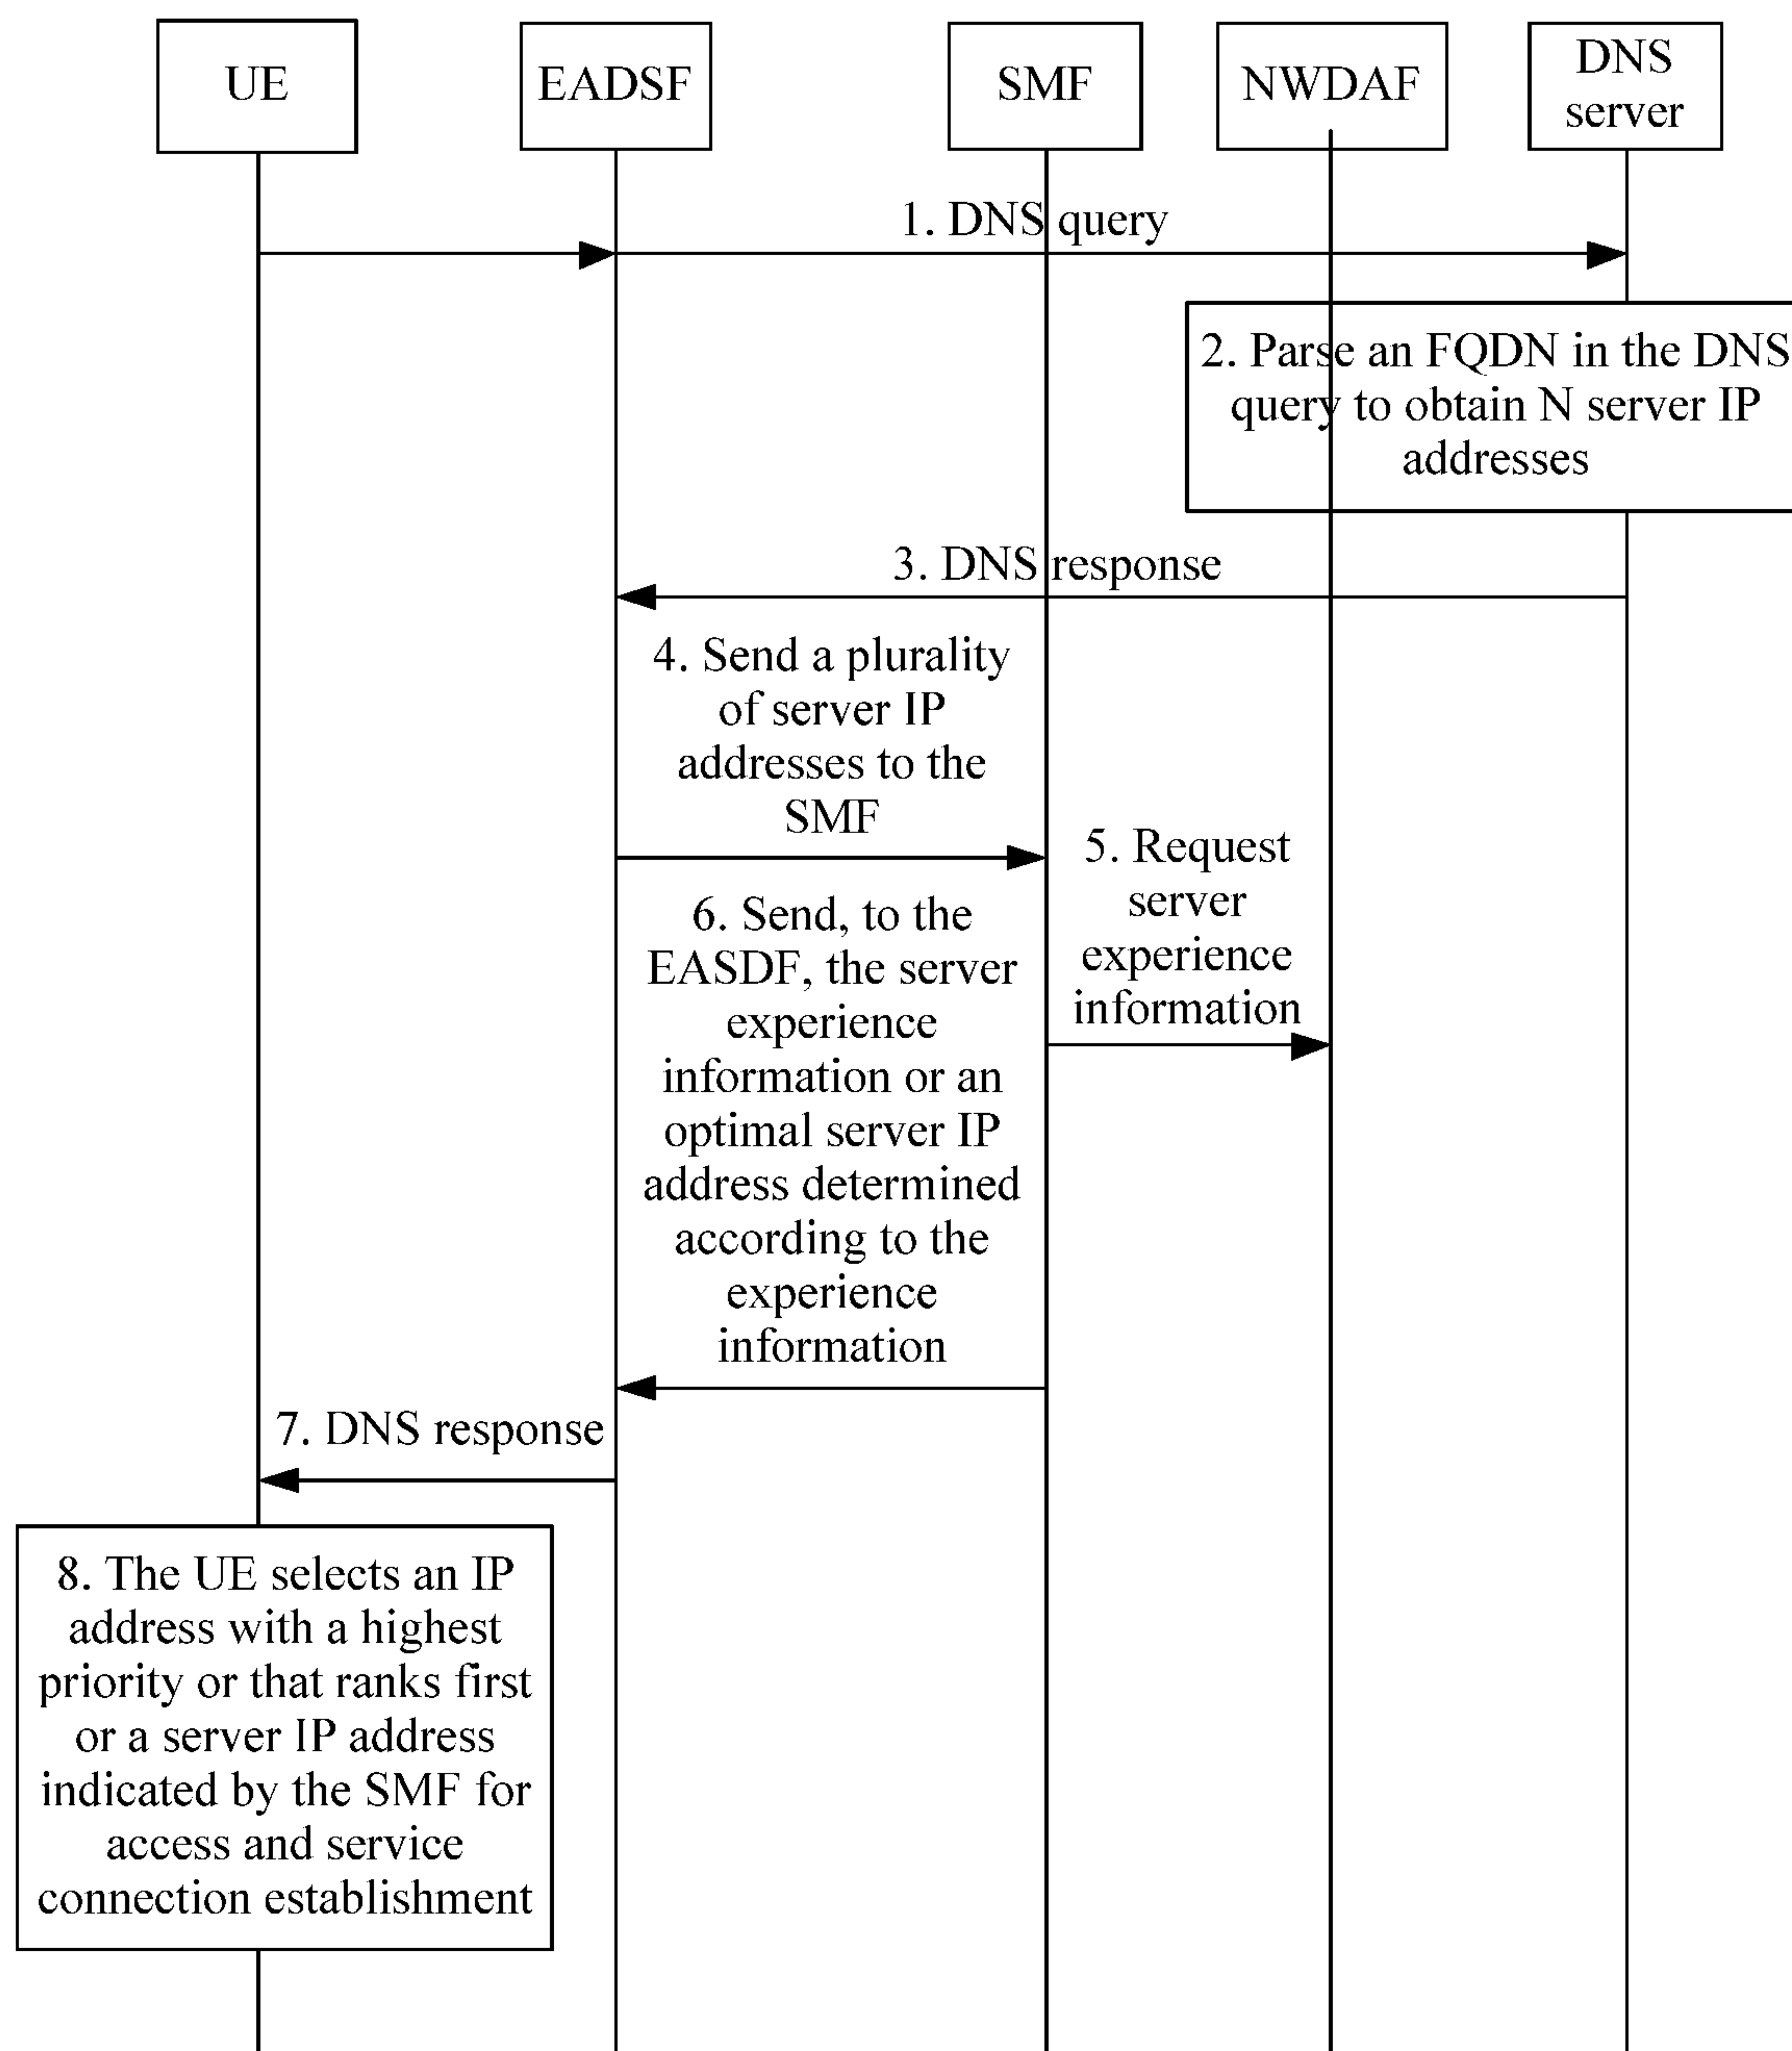 UE
EADSF
SMF
NWDAF
DNS
server
1. DNS query
2. Parse an FQDN in the DNS
query to obtain N server IP
addresses
3. DNS response
4. Send a plurality
of server IP
addresses to the
SMF
5. Request
server
experience
information
6. Send, to the
EASDF, the server
experience
information or an
optimal server IP
address determined
according to the
experience
information
7. DNS response
8. The UE selects an IP
address with a highest
priority or that ranks first
or a server IP address
indicated by the SMF for
access and service
connection establishment